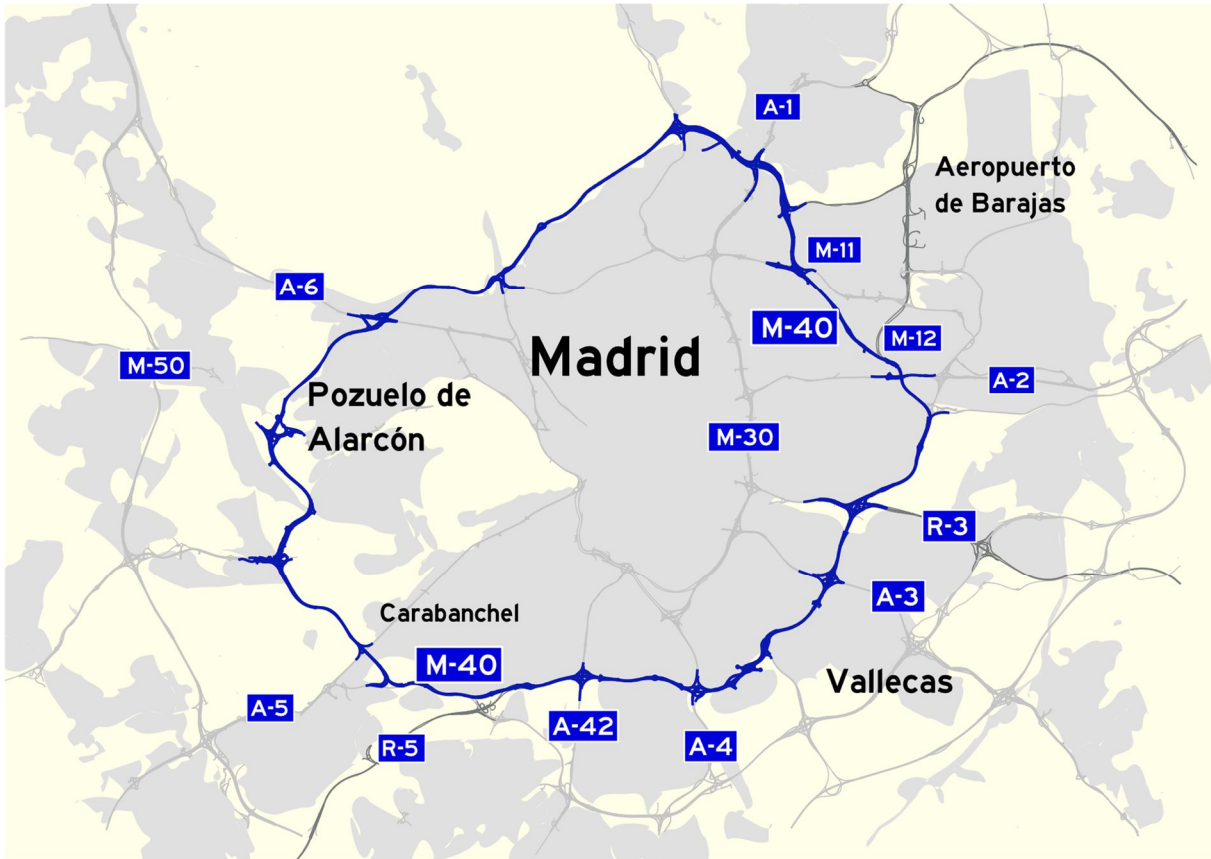 A-1
Aeropuerto
de Barajas
M-11
A-6
M-40
Madrid
M-12
M-50
A-2
Pozuelo de
Alarcón
M-30
R-3
A-3
Carabanchel
M-40
Vallecas
A-5
A-42
R-5
A-4